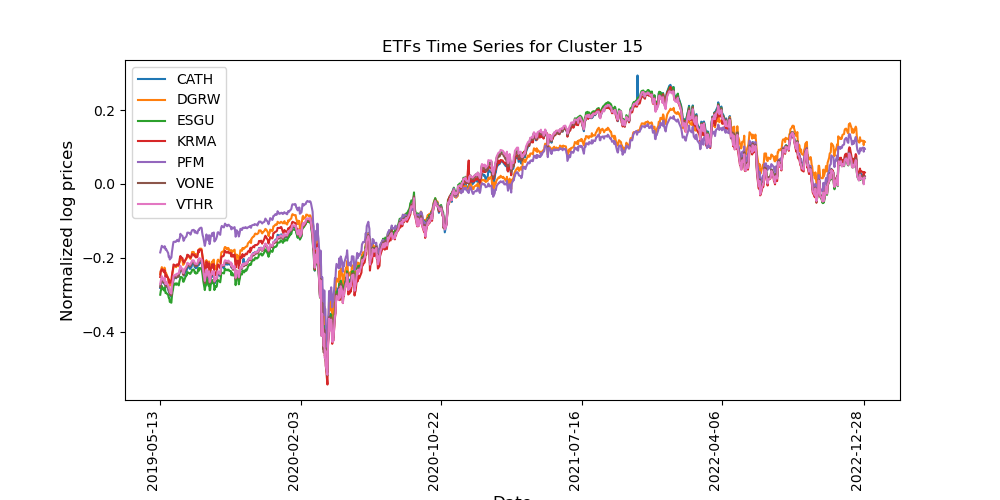 ETFs Time Series for Cluster 15
CATH
DGRW
ESGU
KRMA
PFM
VONE
VTHR
Normalized log prices
0.2
0.0
−0.2
−0.4
2019-05-13
2020-02-03
2020-10-22
2021-07-16
2022-04-06
2022-12-28